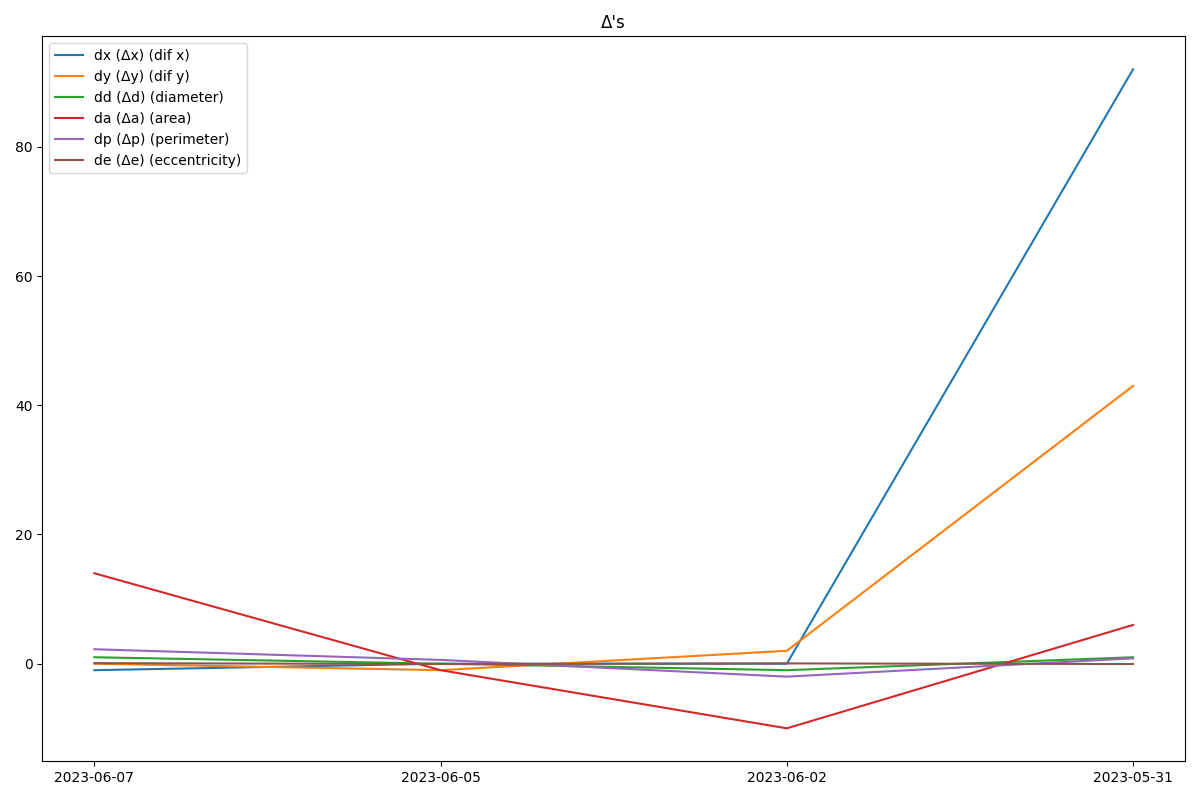 Δ's
dx (Δx) (dif x)
dy (Δy) (dif y)
dd (Δd) (diameter)
da (Δa) (area)
dp (Δp) (perimeter)
de (Δe) (eccentricity)
80
60
40
20
0
2023-06-07 2023-06-05 2023-06-02 2023-05-31